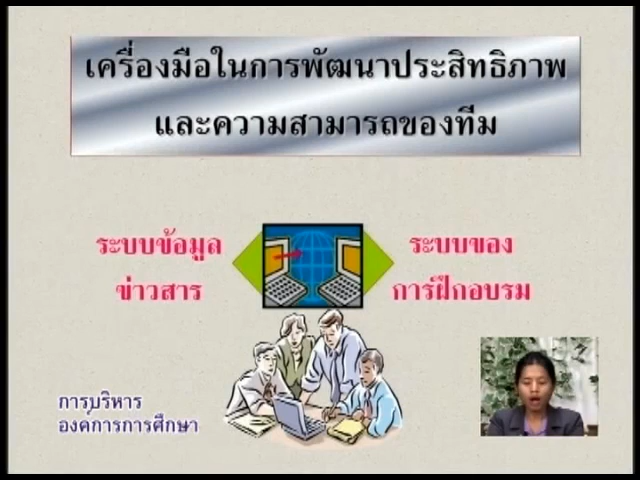 เครื่องมือในการพัฒนาประสิทธิภาพ
และความสามารถของทีม
ระบบข้อมูล
ข่าวสาร
ระบบของ
การฝึกอบรม
การบริหาร
องค์การการศึกษา